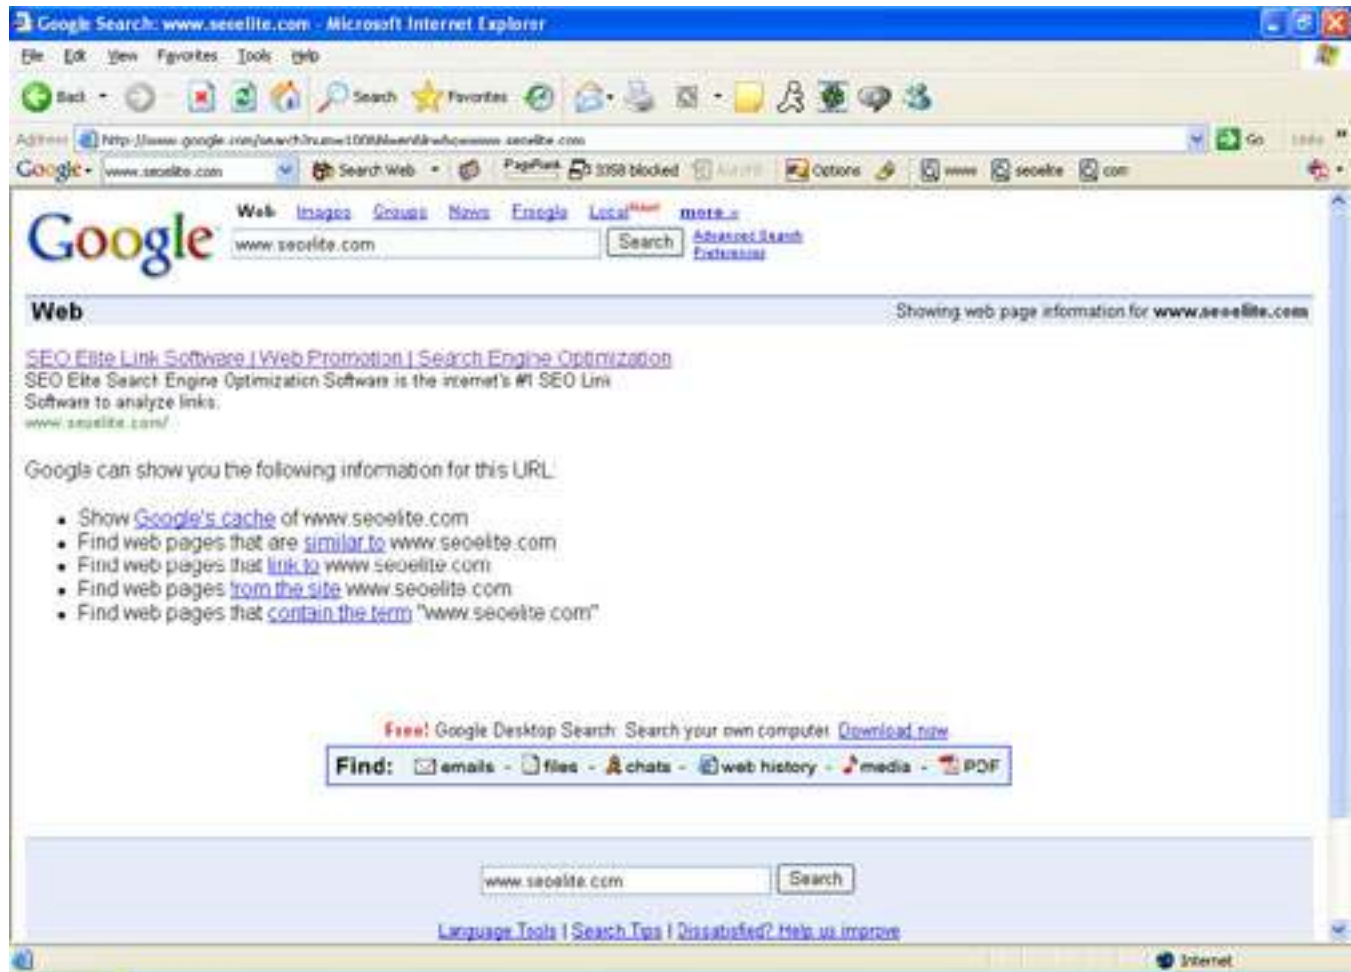 Google Search: www.seoelite.com - Microsoft Internet Explorer
File Edit View Favorites Tools Help
Back Search Favorites
Address
Go Links
Google www.seoelite.com Search Web PageRank 3358 blocked Options www seoelite com
Web Images Groups News Froogle Local more »
Google www.seoelite.com Search Advanced Search
Preferences
Web Showing web page information for www.seoelite.com
SEO Elite Link Software | Web Promotion | Search Engine Optimization
SEO Elite Search Engine Optimization Software is the internet's #1 SEO Link
Software to analyze links.
www.seoelite.com/
Google can show you the following information for this URL:
• Show Google's cache of www.seoelite.com
• Find web pages that are similar to www.seoelite.com
• Find web pages that link to www.seoelite.com
• Find web pages from the site www.seoelite.com
• Find web pages that contain the term "www.seoelite.com"
Free! Google Desktop Search: Search your own computer. Download now.
Find: emails - files - chats - web history - media - PDF
www.seoelite.com Search
Language Tools | Search Tips | Dissatisfied? Help us improve
Internet